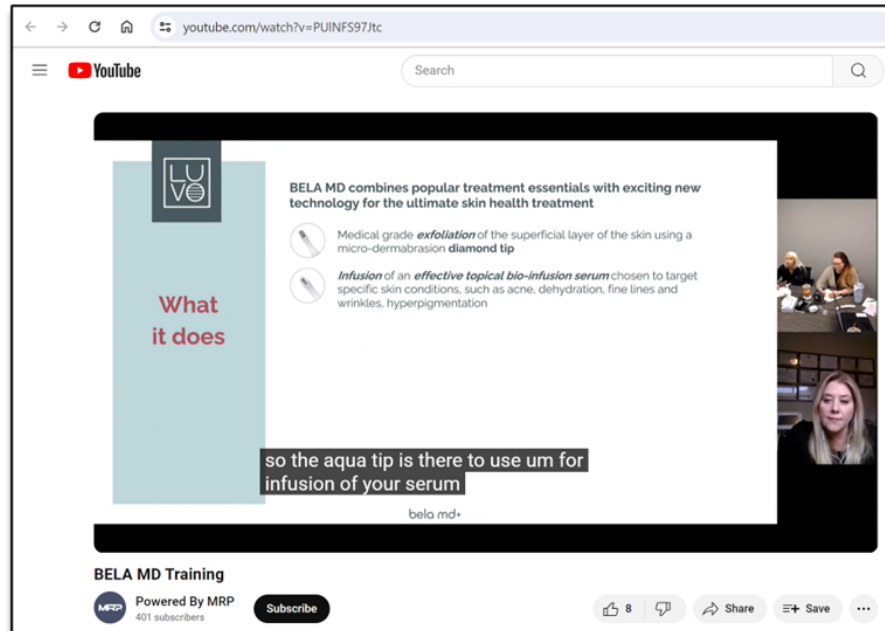 youtube.com/watch?v=PUlNFS97Jtc
YouTube
Search
LU
VO
BELA MD combines popular treatment essentials with exciting new
technology for the ultimate skin health treatment
Medical grade exfoliation of the superficial layer of the skin using a
micro-dermabrasion diamond tip
Infusion of an effective topical bio-infusion serum chosen to target
specific skin conditions, such as acne, dehydration, fine lines and
wrinkles, hyperpigmentation
What
it does
so the aqua tip is there to use um for
infusion of your serum
bela md+
BELA MD Training
MRP
Powered By MRP
401 subscribers
Subscribe
8
Share
Save